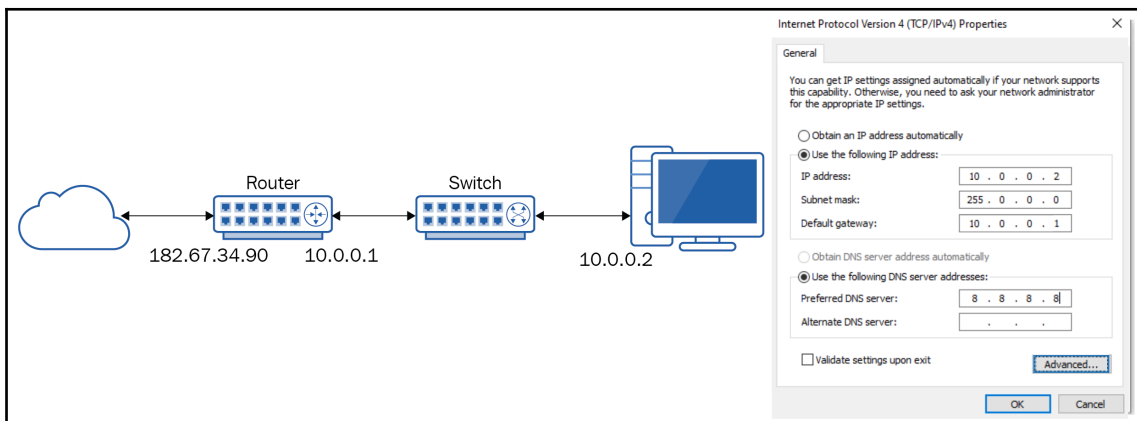 Router
Switch
182.67.34.90
10.0.0.1
10.0.0.2
Internet Protocol Version 4 (TCP/IPv4) Properties
General
You can get IP settings assigned automatically if your network supports
this capability. Otherwise, you need to ask your network administrator
for the appropriate IP settings.
Obtain an IP address automatically
Use the following IP address:
IP address: 10 . 0 . 0 . 2
Subnet mask: 255 . 0 . 0 . 0
Default gateway: 10 . 0 . 0 . 1
Obtain DNS server address automatically
Use the following DNS server addresses:
Preferred DNS server: 8 . 8 . 8 . 8
Alternate DNS server: . . .
Validate settings upon exit
Advanced...
OK
Cancel